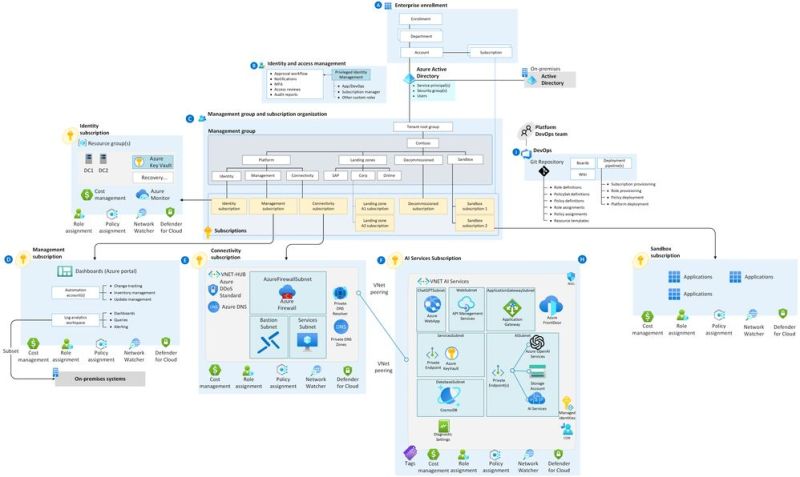 A
Enterprise enrollment
Enrollment
Department
Account
Subscription
B
Identity and access management
Approval workflow
Notifications
MFA
Access reviews
Audit reports
Privileged Identity
Management
App/DevOps
Subscription manager
Other custom roles
Azure Active
Directory
Service principal(s)
Security group(s)
Users
On-premises
Active
Directory
C
Management group and subscription organization
Management group
Tenant root group
Contoso
Platform
Landing zones
Decommissioned
Sandbox
Identity
Management
Connectivity
SAP
Corp
Online
Identity
subscription
Management
subscription
Connectivity
subscription
Landing zone
A1 subscription
Landing zone
A2 subscription
Decommissioned
subscription
Sandbox
subscription 1
Sandbox
subscription 2
Subscriptions
Identity
subscription
Resource group(s)
DC1
DC2
Azure
Key Vault
Recovery...
Cost
management
Azure
Monitor
Role
assignment
Policy
assignment
Network
Watcher
Defender
for Cloud
Platform
DevOps team
DevOps
Git Repository
Boards
Wiki
Deployment
pipeline(s)
Role definitions
PolicySet definitions
Policy definitions
Role assignments
Policy assignments
Resource templates
Subscription provisioning
Role provisioning
Policy deployment
Platform deployment
D
Management
subscription
Dashboards (Azure portal)
Automation
account(s)
Change tracking
Inventory management
Update management
Log analytics
workspace
Dashboards
Queries
Alerting
Subset
Cost
management
Role
assignment
Policy
assignment
Network
Watcher
Defender
for Cloud
On-premises systems
E
Connectivity
subscription
VNET-HUB
Azure
DDoS
Standard
Azure DNS
AzureFirewallSubnet
Azure
Firewall
Bastion
Subnet
Services
Subnet
Private
DNS
Resolver
DNS
Private DNS
Zones
Cost
management
Role
assignment
Policy
assignment
Network
Watcher
Defender
for Cloud
VNet
peering
VNet
peering
F
AI Services Subscription
H
VNET AI Services
ChatGPTSubnet
Azure
WebApp
WebSubnet
API Management
Services
ApplicationGatewaySubnet
Application
Gateway
Azure
FrontDoor
ServicesSubnet
Private
Endpoint
Azure
KeyVault
AISubnet
Azure OpenAI
Services
Private
Endpoint(s)
Storage
Account
AI Services
DatabaseSubnet
CosmoDB
Managed
Identities
Diagnostic
Settings
Tags
Cost
management
Role
assignment
Policy
assignment
Network
Watcher
Defender
for Cloud
Sandbox
subscription
Applications
Applications
Applications
Cost
management
Role
assignment
Policy
assignment
Network
Watcher
Defender
for Cloud